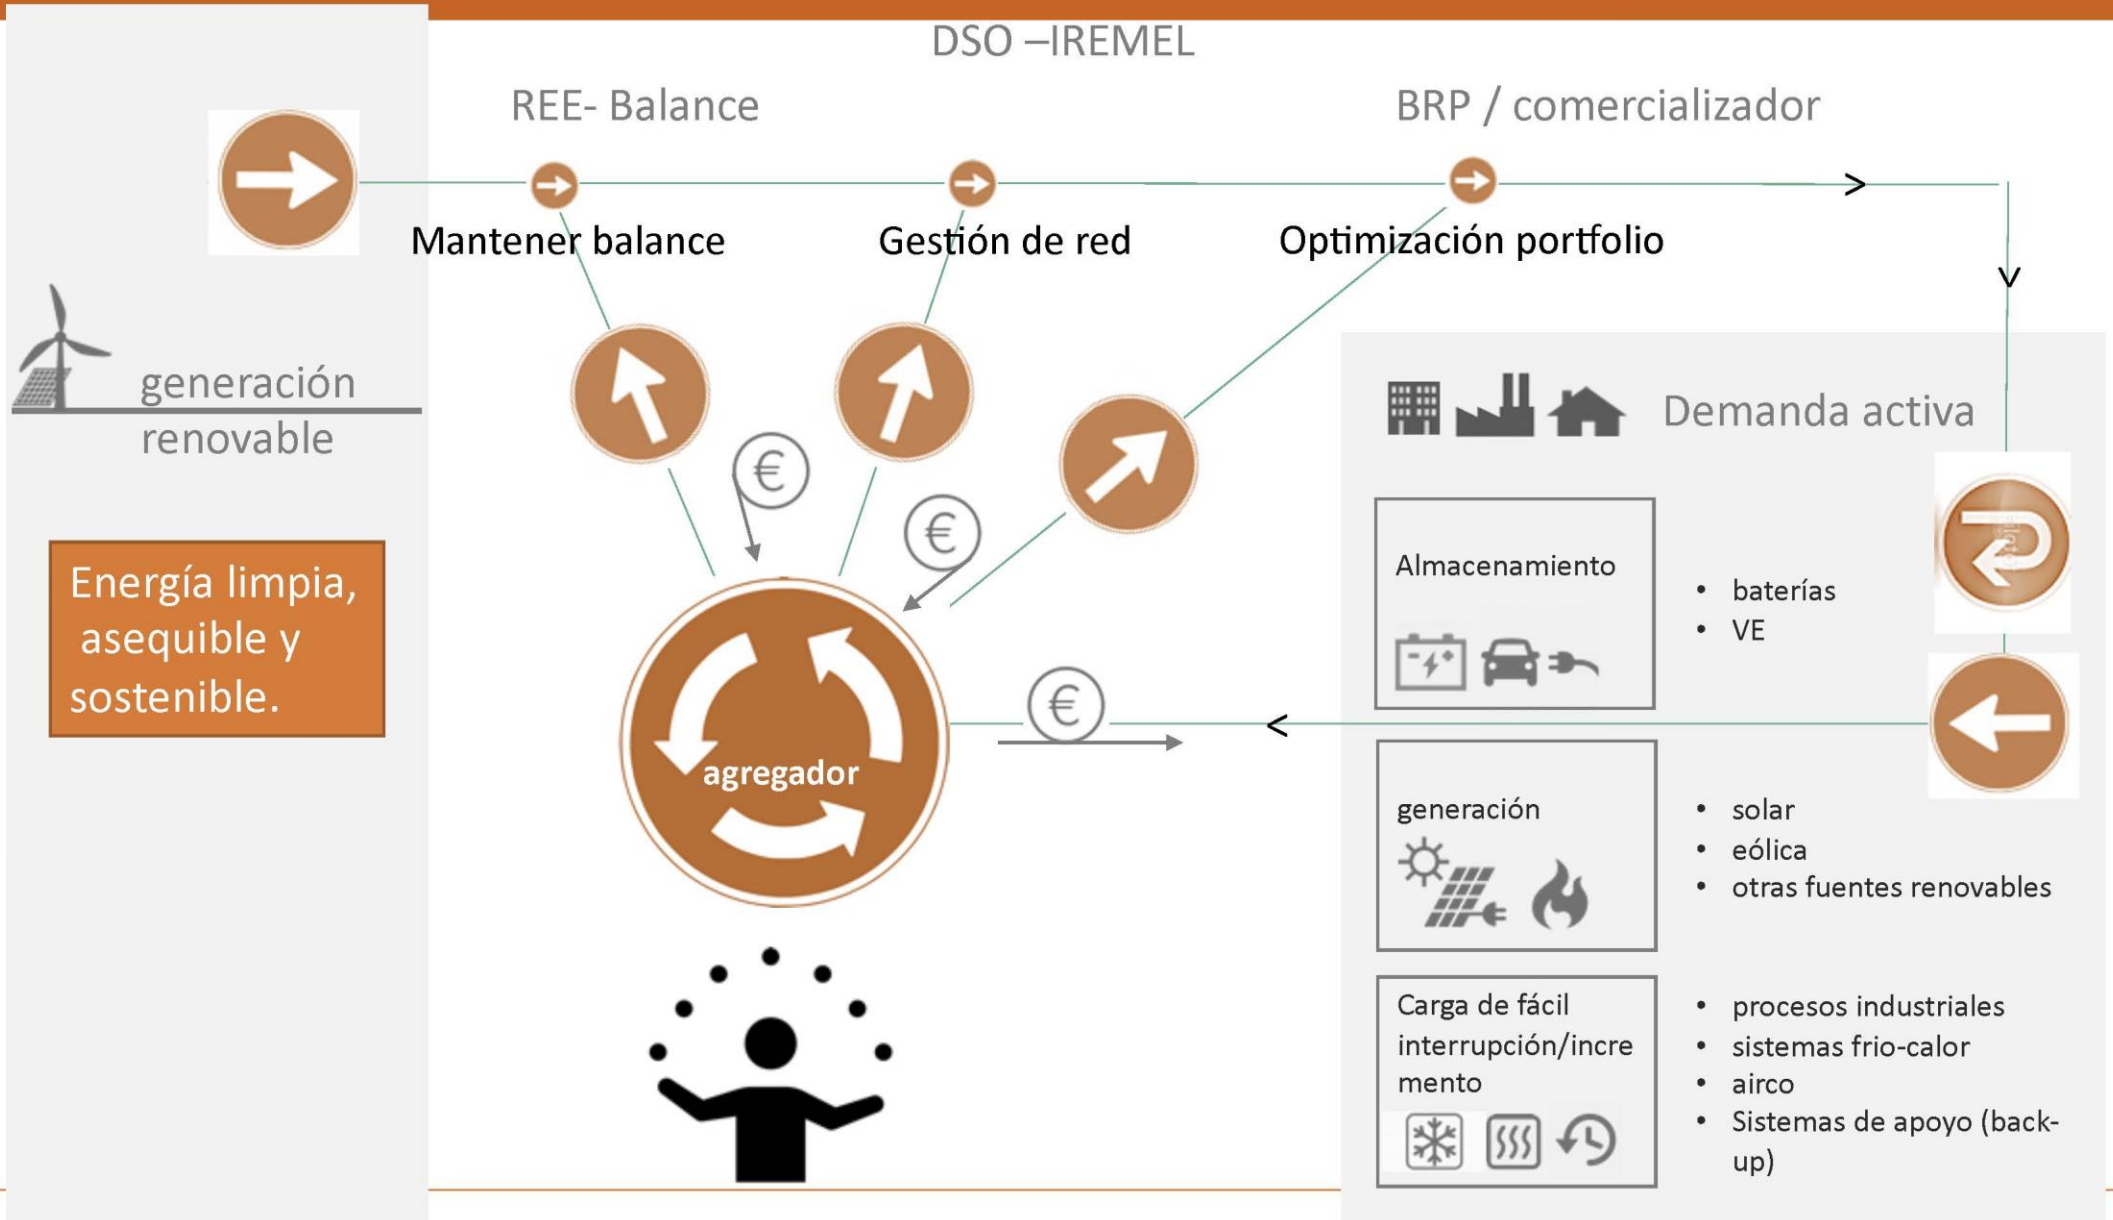 DSO –IREMEL
REE- Balance
BRP / comercializador
Mantener balance
Gestión de red
Optimización portfolio
generación
renovable
Energía limpia,
asequible y
sostenible.
€
€
€
agregador
Demanda activa
Almacenamiento
• baterías
• VE
generación
• solar
• eólica
• otras fuentes renovables
Carga de fácil
interrupción/incre
mento
• procesos industriales
• sistemas frio-calor
• airco
• Sistemas de apoyo (back-
up)